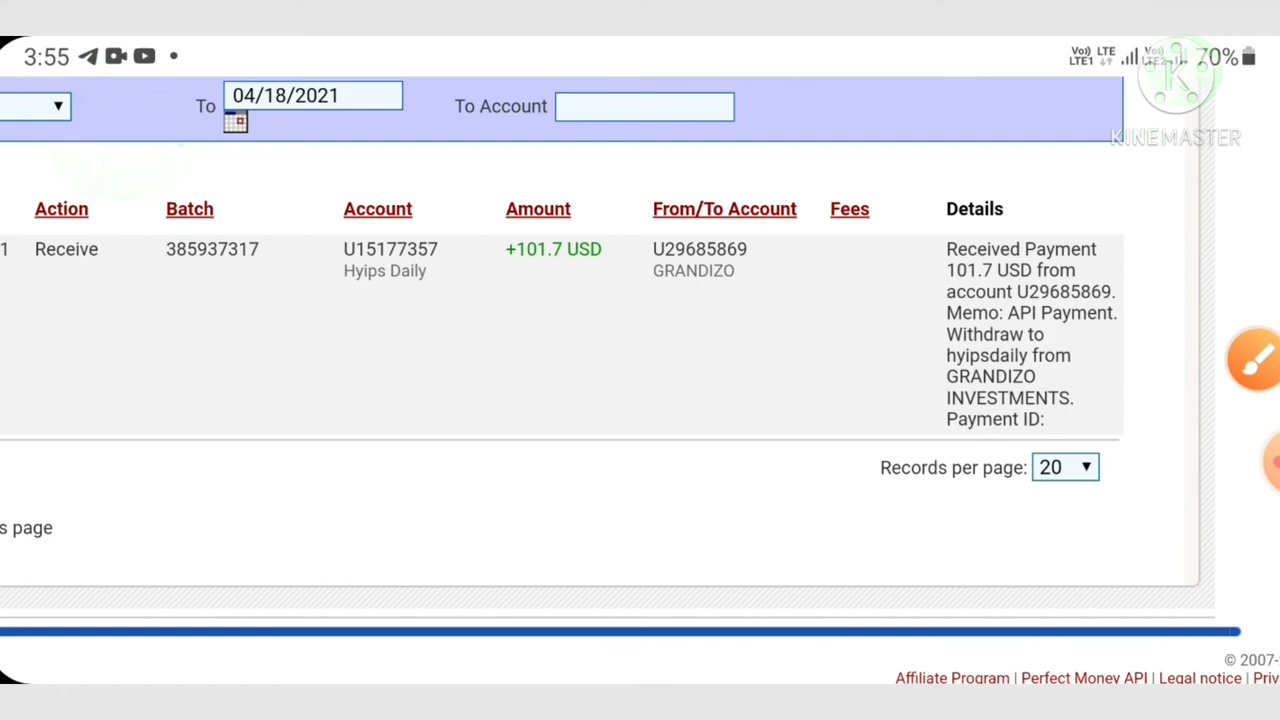 3:55
Vo) LTE
LTE1
70%
KINEMASTER
To 04/18/2021 To Account
Action Batch Account Amount From/To Account Fees Details
1 Receive 385937317 U15177357 +101.7 USD U29685869 Received Payment
Hyips Daily GRANDIZO 101.7 USD from
account U29685869.
Memo: API Payment.
Withdraw to
hyipsdaily from
GRANDIZO
INVESTMENTS.
Payment ID:
Records per page: 20
s page
© 2007-
Affiliate Program | Perfect Money API | Legal notice | Priv